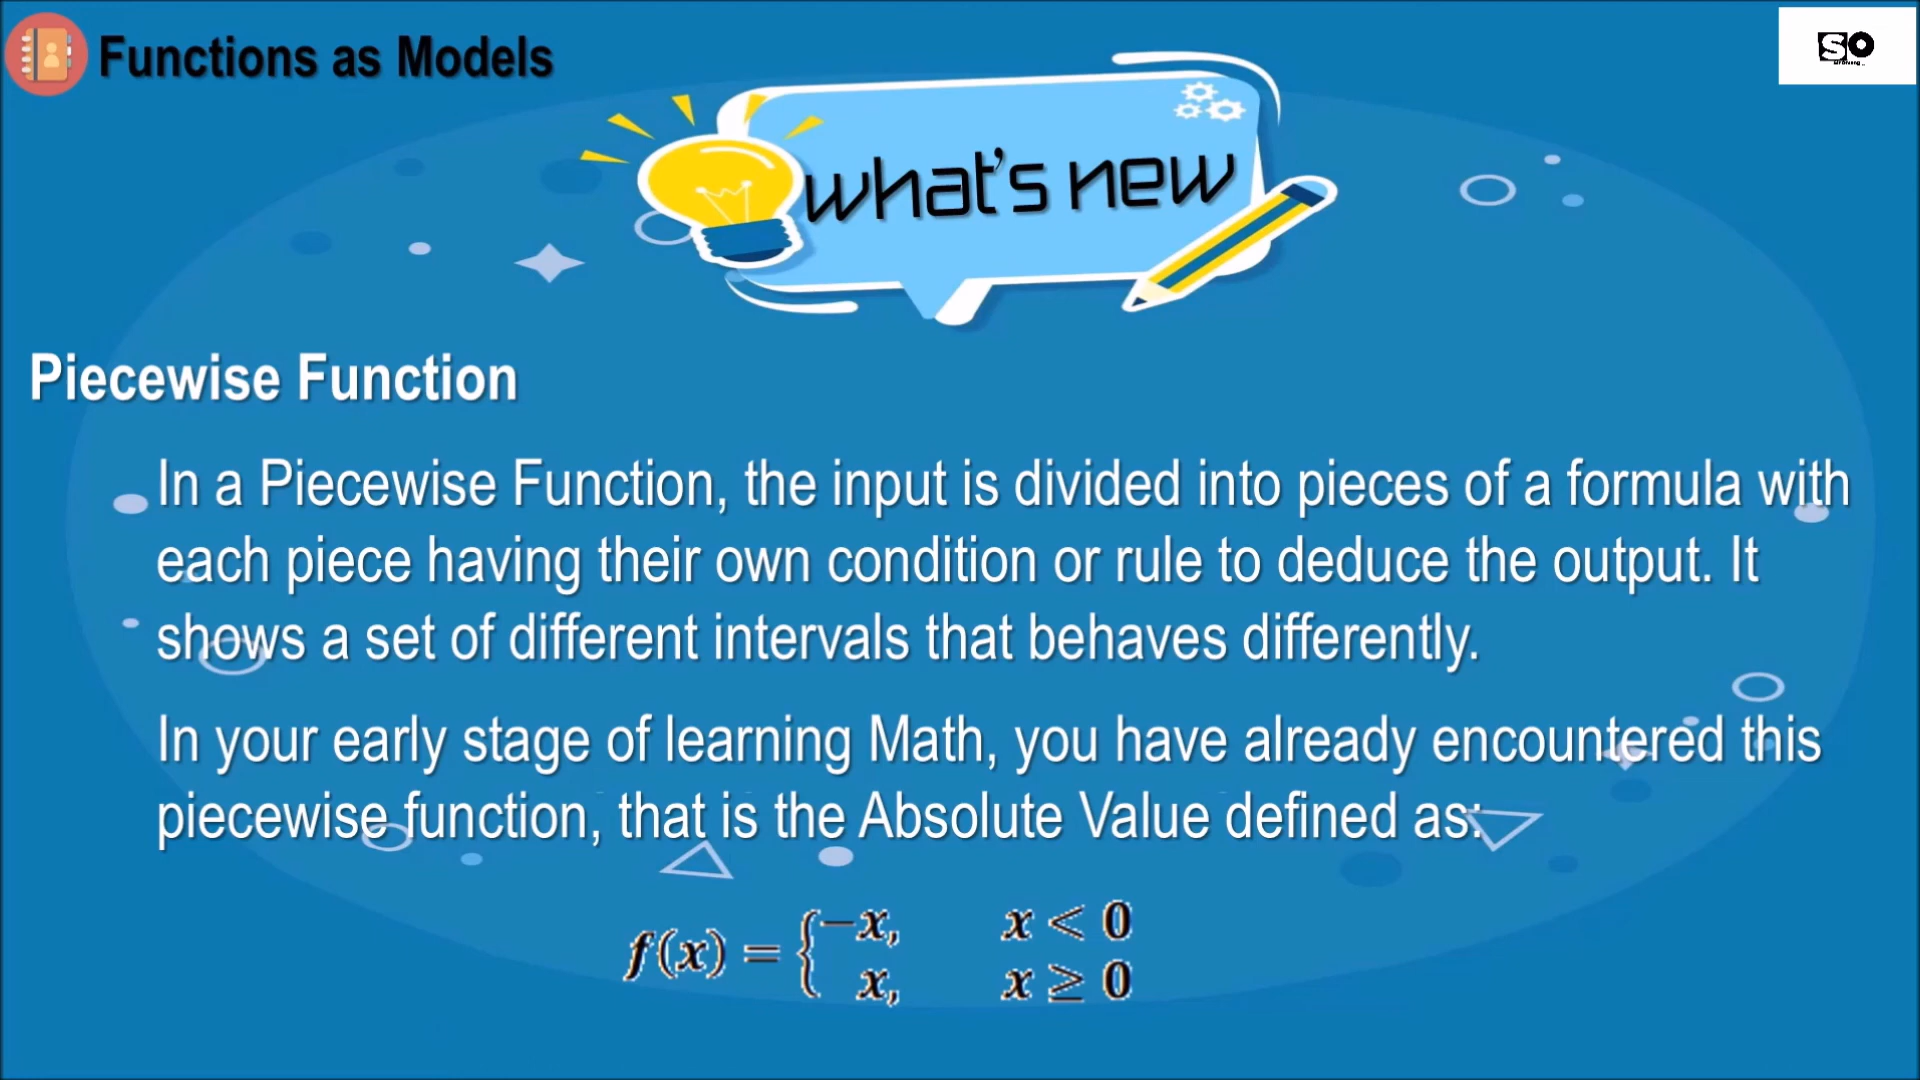 Functions as Models
SO
what's new
Piecewise Function
In a Piecewise Function, the input is divided into pieces of a formula with
each piece having their own condition or rule to deduce the output. It
shows a set of different intervals that behaves differently.
In your early stage of learning Math, you have already encountered this
piecewise function, that is the Absolute Value defined as:
f(x) = { −x, x < 0
x, x ≥ 0